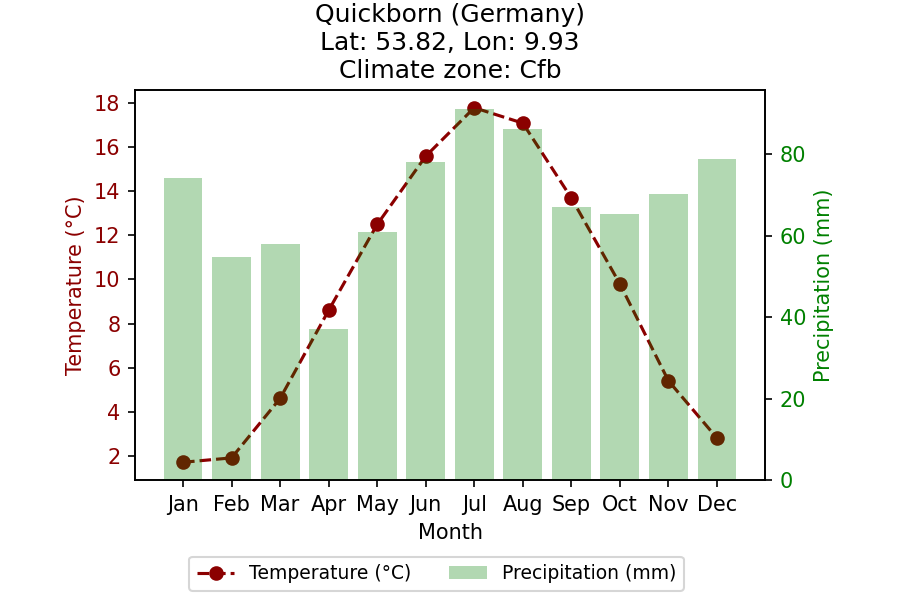 Quickborn (Germany)
Lat: 53.82, Lon: 9.93
Climate zone: Cfb
18
16
14
12
10
8
6
4
2
Temperature (°C)
80
60
40
20
0
Precipitation (mm)
Jan Feb Mar Apr May Jun Jul Aug Sep Oct Nov Dec
Month
Temperature (°C) Precipitation (mm)